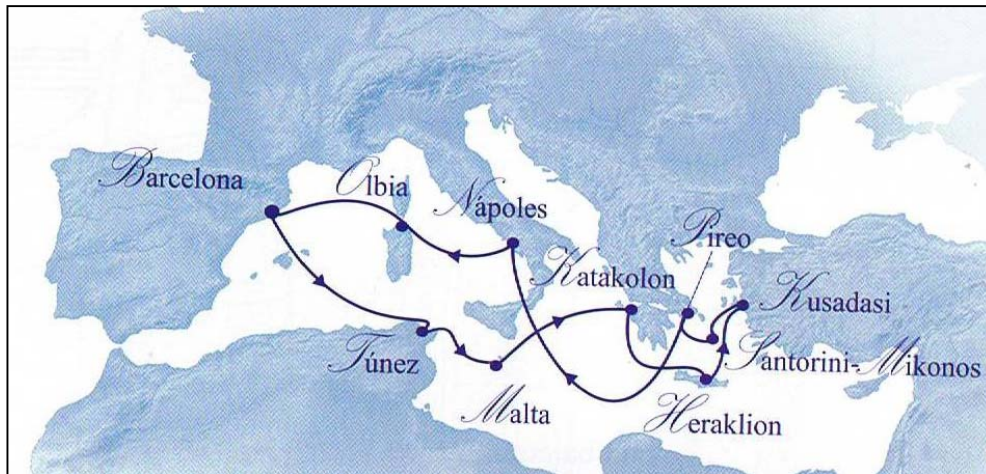 Barcelona
Olbia
Nápoles
Pireo
Katakolon
Kusadasi
Túnez
Santorini-Mikonos
Malta
Heraklion